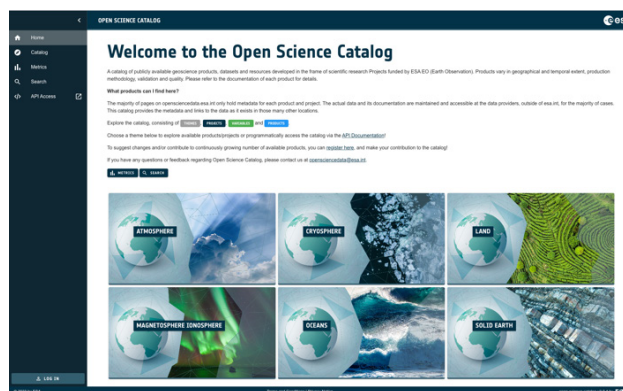 OPEN SCIENCE CATALOG
esa
Home
Catalog
Metrics
Search
API Access
Welcome to the Open Science Catalog
A catalog of publicly available geoscience products, datasets and resources developed in the frame of scientific research Projects funded by ESA EO (Earth Observation). Products vary in geographical and temporal extent, production
methodology, validation and quality. Please refer to the documentation of each product for details.
What products can I find here?
The majority of pages on opensciencedata.esa.int only hold metadata for each product and project. The actual data and its documentation are maintained and accessible at the data providers, outside of esa.int, for the majority of cases.
This catalog provides the metadata and links to the data as it exists in those many other locations.
Explore the catalog, consisting of THEMES PROJECTS VARIABLES and PRODUCTS
Choose a theme below to explore available products/projects or programmatically access the catalog via the API Documentation!
To suggest changes and/or contribute to continuously growing number of available products, you can register here, and make your contribution to the catalog!
If you have any questions or feedback regarding Open Science Catalog, please contact us at opensciencedata@esa.int
METRICS SEARCH
ATMOSPHERE
CRYOSPHERE
LAND
MAGNETOSPHERE IONOSPHERE
OCEANS
SOLID EARTH
LOG IN